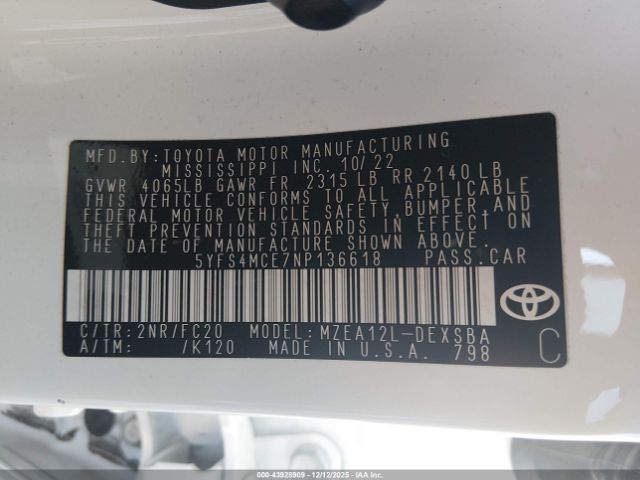 MFD.BY:TOYOTA MOTOR MANUFACTURING
MISSISSIPPI INC. 10/22
GVWR 4065LB GAWR FR 2315 LB RR 2140 LB
THIS VEHICLE CONFORMS TO ALL APPLICABLE
FEDERAL MOTOR VEHICLE SAFETY,BUMPER,AND
THEFT PREVENTION STANDARDS IN EFFECT ON
THE DATE OF MANUFACTURE SHOWN ABOVE.
5YFS4MCE7NP136618 PASS.CAR
C/TR:2NR/FC20 MODEL:MZEA12L-DEXSBA
A/TM: /K120 MADE IN U.S.A. 798
C
000-43928909 - 12/12/2025 - IAAI.COM